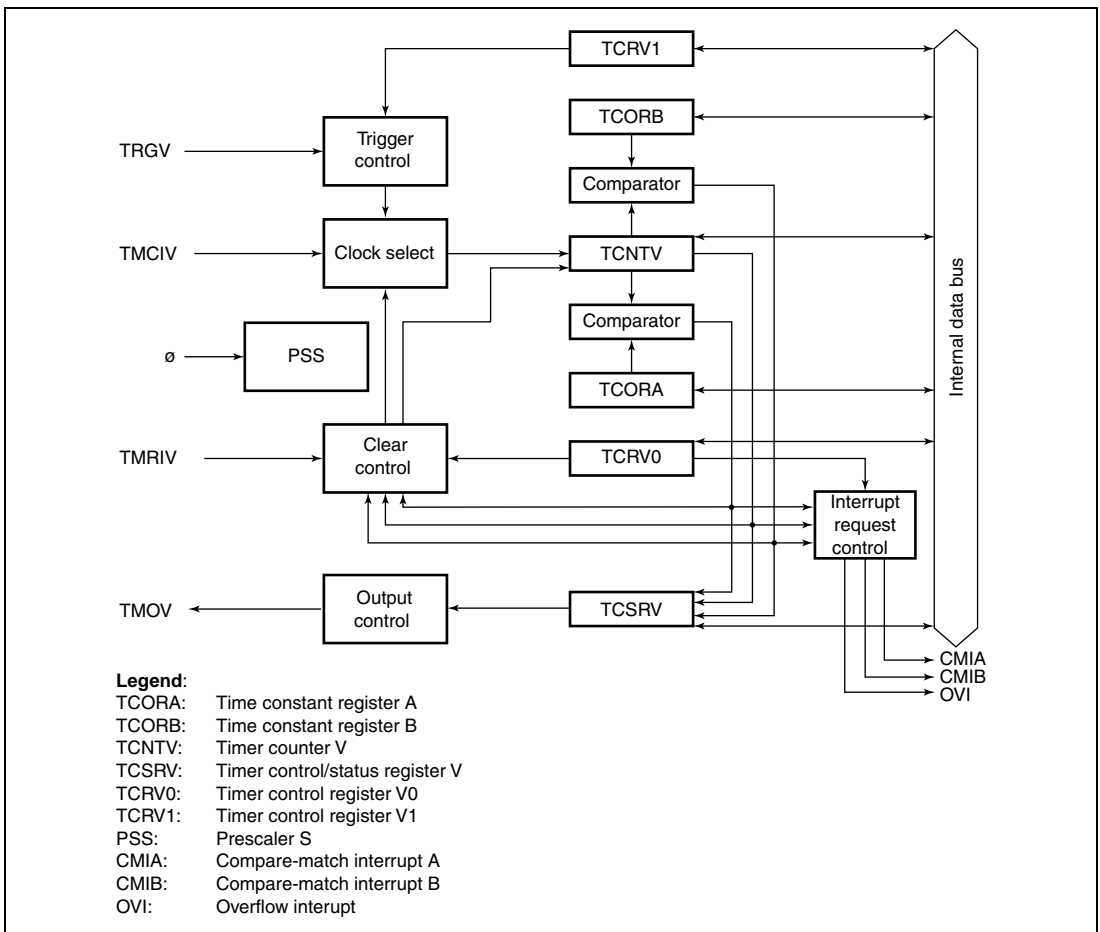 TCRV1
TCORB
Trigger
control
TRGV
Comparator
Clock select
TMCIV
TCNTV
Internal data bus
Comparator
ø
PSS
TCORA
Clear
control
TMRIV
TCRV0
Interrupt
request
control
Output
control
TMOV
TCSRV
CMIA
CMIB
OVI
Legend:
TCORA: Time constant register A
TCORB: Time constant register B
TCNTV: Timer counter V
TCSRV: Timer control/status register V
TCRV0: Timer control register V0
TCRV1: Timer control register V1
PSS: Prescaler S
CMIA: Compare-match interrupt A
CMIB: Compare-match interrupt B
OVI: Overflow interupt